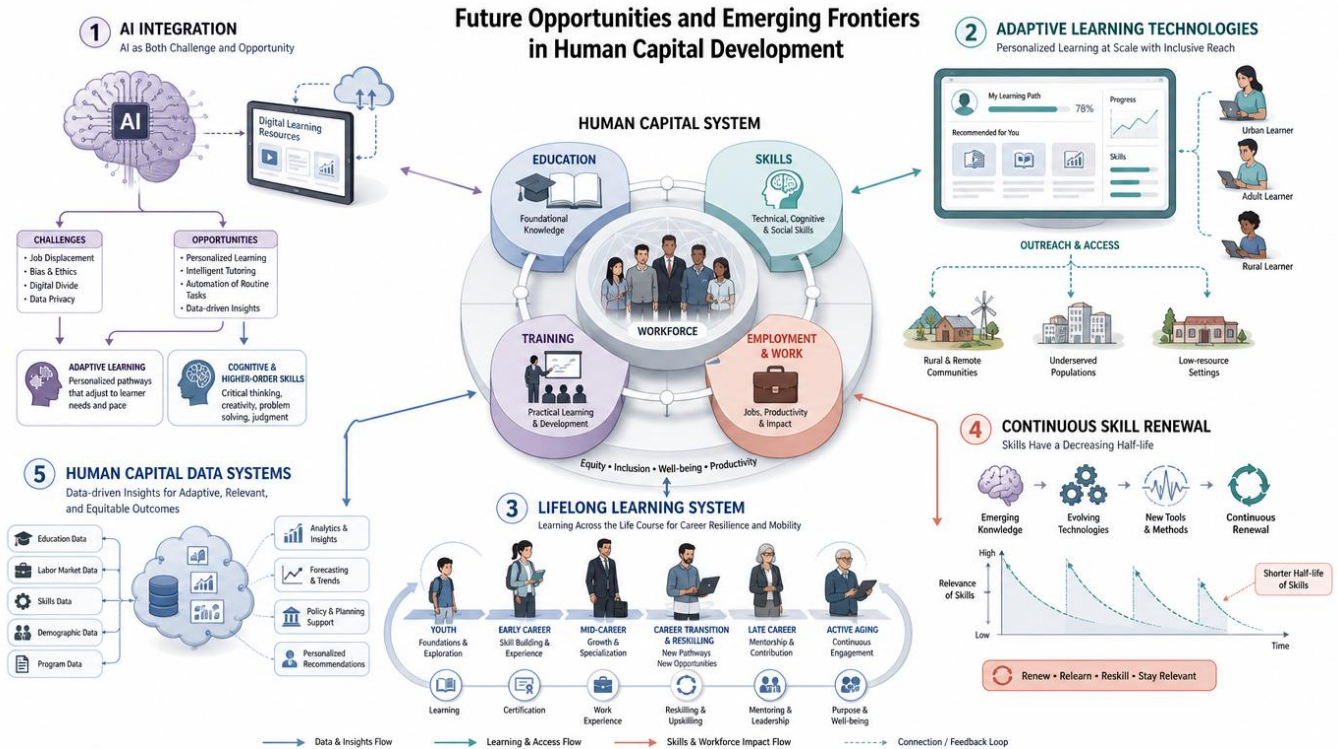 Future Opportunities and Emerging Frontiers
in Human Capital Development
1
AI INTEGRATION
AI as Both Challenge and Opportunity
AI
Digital Learning
Resources
CHALLENGES
• Job Displacement
• Bias & Ethics
• Digital Divide
• Data Privacy
OPPORTUNITIES
• Personalized Learning
• Intelligent Tutoring
• Automation of Routine
Tasks
• Data-driven Insights
ADAPTIVE LEARNING
Personalized pathways
that adjust to learner
needs and pace
COGNITIVE &
HIGHER-ORDER SKILLS
Critical thinking,
creativity, problem
solving, judgment
HUMAN CAPITAL SYSTEM
EDUCATION
Foundational
Knowledge
SKILLS
Technical, Cognitive
& Social Skills
WORKFORCE
TRAINING
Practical Learning
& Development
EMPLOYMENT
& WORK
Jobs, Productivity
& Impact
Equity • Inclusion • Well-being • Productivity
2
ADAPTIVE LEARNING TECHNOLOGIES
Personalized Learning at Scale with Inclusive Reach
My Learning Path
78%
Progress
Recommended for You
Skills
Urban Learner
Adult Learner
Rural Learner
OUTREACH & ACCESS
Rural & Remote
Communities
Underserved
Populations
Low-resource
Settings
3
LIFELONG LEARNING SYSTEM
Learning Across the Life Course for Career Resilience and Mobility
YOUTH
Foundations &
Exploration
EARLY CAREER
Skill Building &
Experience
MID-CAREER
Growth &
Specialization
CAREER TRANSITION
& RESKILLING
New Pathways
New Opportunities
LATE CAREER
Mentorship &
Contribution
ACTIVE AGING
Continuous
Engagement
Learning
Certification
Work
Experience
Reskilling &
Upskilling
Mentoring &
Leadership
Purpose &
Well-being
4
CONTINUOUS SKILL RENEWAL
Skills Have a Decreasing Half-life
Emerging
Knowledge
Evolving
Technologies
New Tools
& Methods
Continuous
Renewal
High
Relevance
of Skills
Low
Time
Shorter Half-life
of Skills
Renew • Relearn • Reskill • Stay Relevant
5
HUMAN CAPITAL DATA SYSTEMS
Data-driven Insights for Adaptive, Relevant,
and Equitable Outcomes
Education Data
Labor Market Data
Skills Data
Demographic Data
Program Data
Analytics &
Insights
Forecasting
& Trends
Policy & Planning
Support
Personalized
Recommendations
Data & Insights Flow
Learning & Access Flow
Skills & Workforce Impact Flow
Connection / Feedback Loop